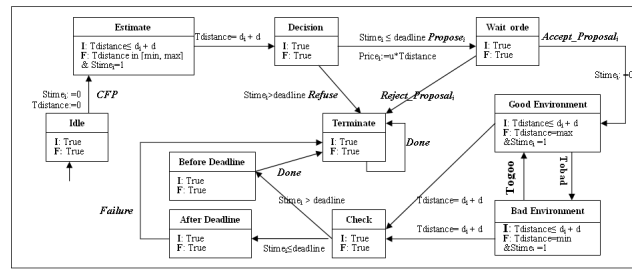 Estimate
I: Tdistance≤ dᵢ + d
F: Tdistance in [min, max]
& Stimeᵢ=1
Tdistance= dᵢ + d
Decision
I: True
F: True
Stimeᵢ ≤ deadline Proposeᵢ
Priceᵢ:=u*Tdistance
Wait orde
I: True
F: True
Accept_Proposalᵢ
Stimeᵢ: =0
Stimeᵢ: =0
Tdistance:=0
CFP
Stimeᵢ>deadline Refuse
Reject_Proposalᵢ
Idle
I: True
F: True
Terminate
I: True
F: True
Done
Good Environment
I: Tdistance≤ dᵢ + d
F: Tdistance=max
&Stimeᵢ =1
Before Deadline
I: True
F: True
Done
Togoo
Tobad
Failure
Stimeᵢ > deadline
Tdistance= dᵢ + d
After Deadline
I: True
F: True
Stimeᵢ≤deadline
Check
I: True
F: True
Tdistance= dᵢ + d
Bad Environment
I: Tdistance≤ dᵢ + d
F: Tdistance=min
&Stimeᵢ =1